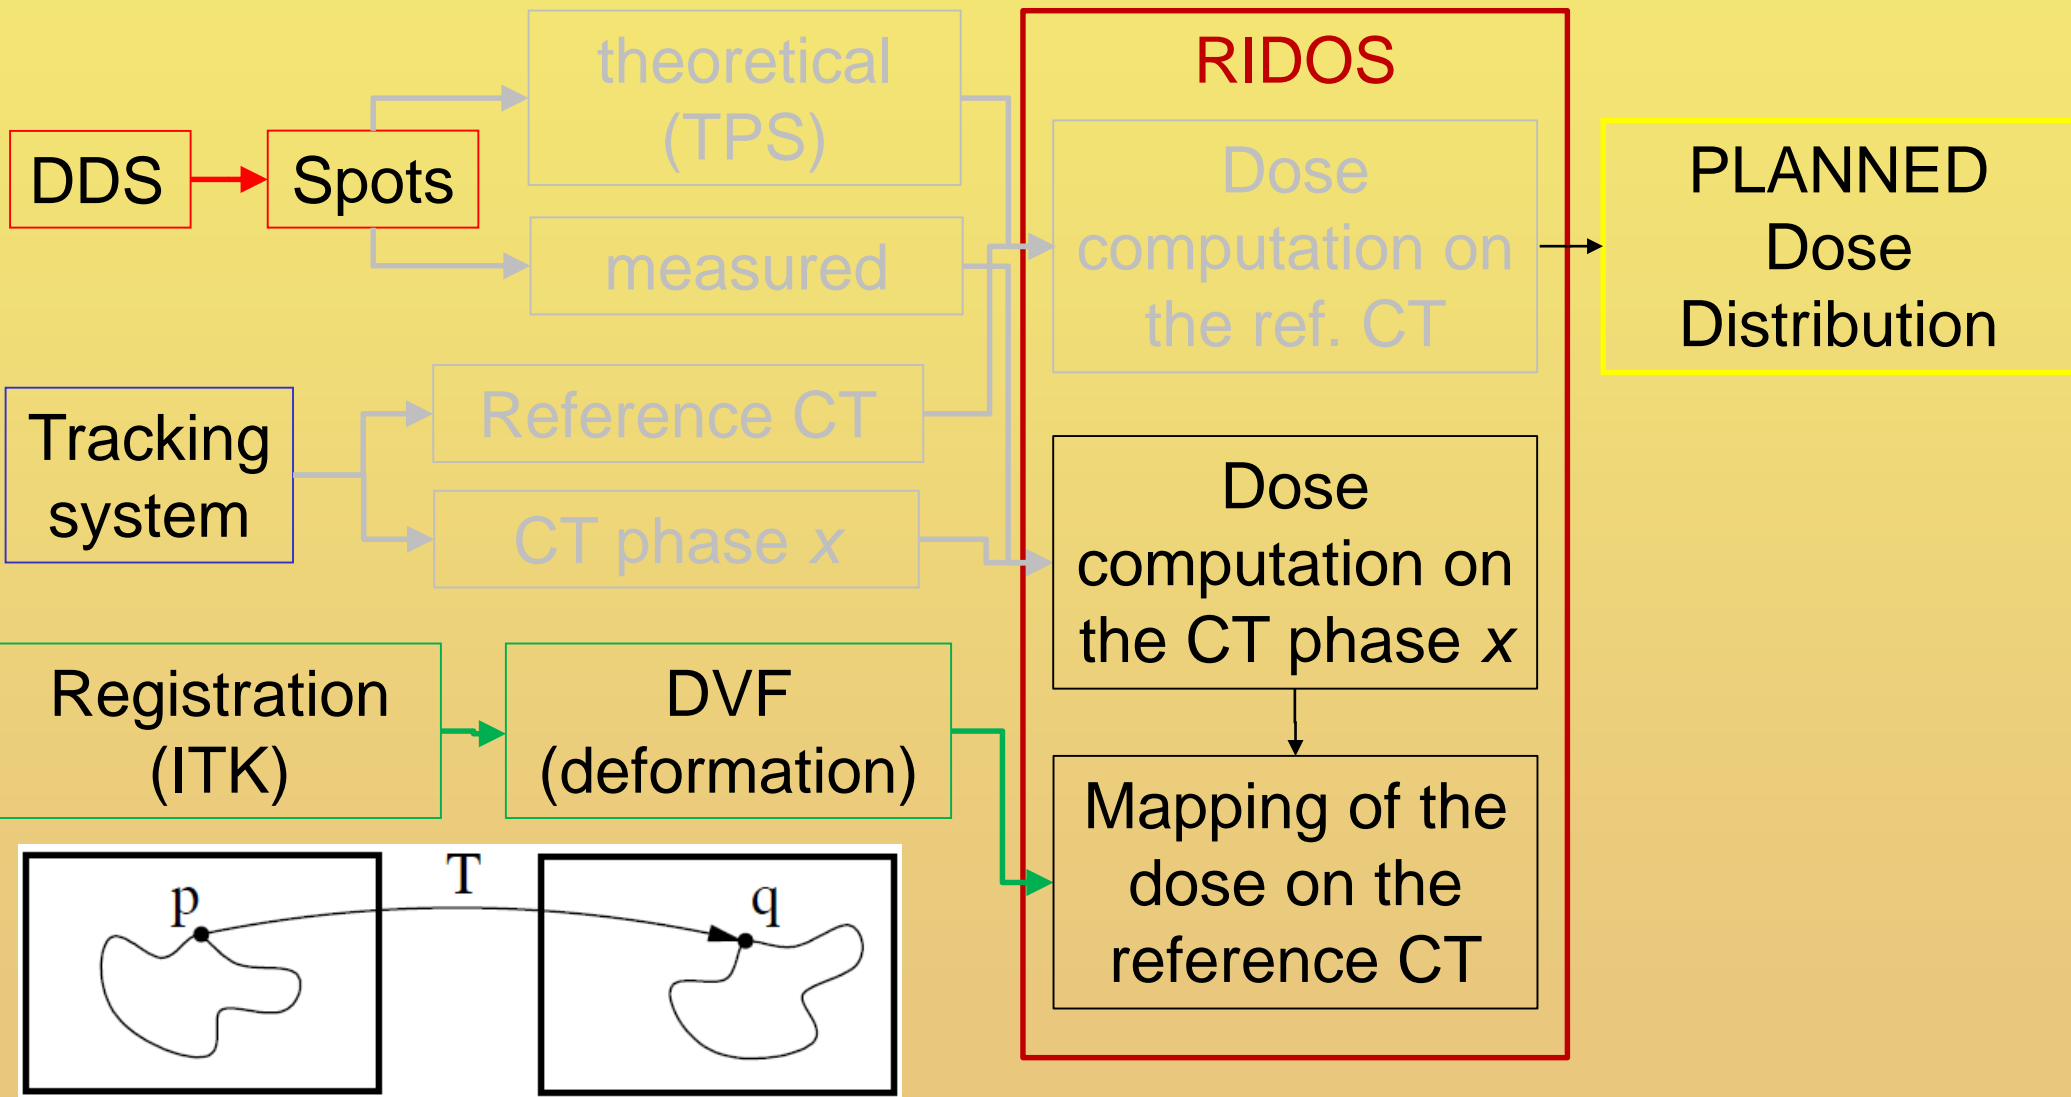 theoretical
(TPS)
RIDOS
DDS
Spots
measured
Dose
computation on
the ref. CT
PLANNED
Dose
Distribution
Tracking
system
Reference CT
CT phase x
Dose
computation on
the CT phase x
Registration
(ITK)
DVF
(deformation)
Mapping of the
dose on the
reference CT
p
T
q